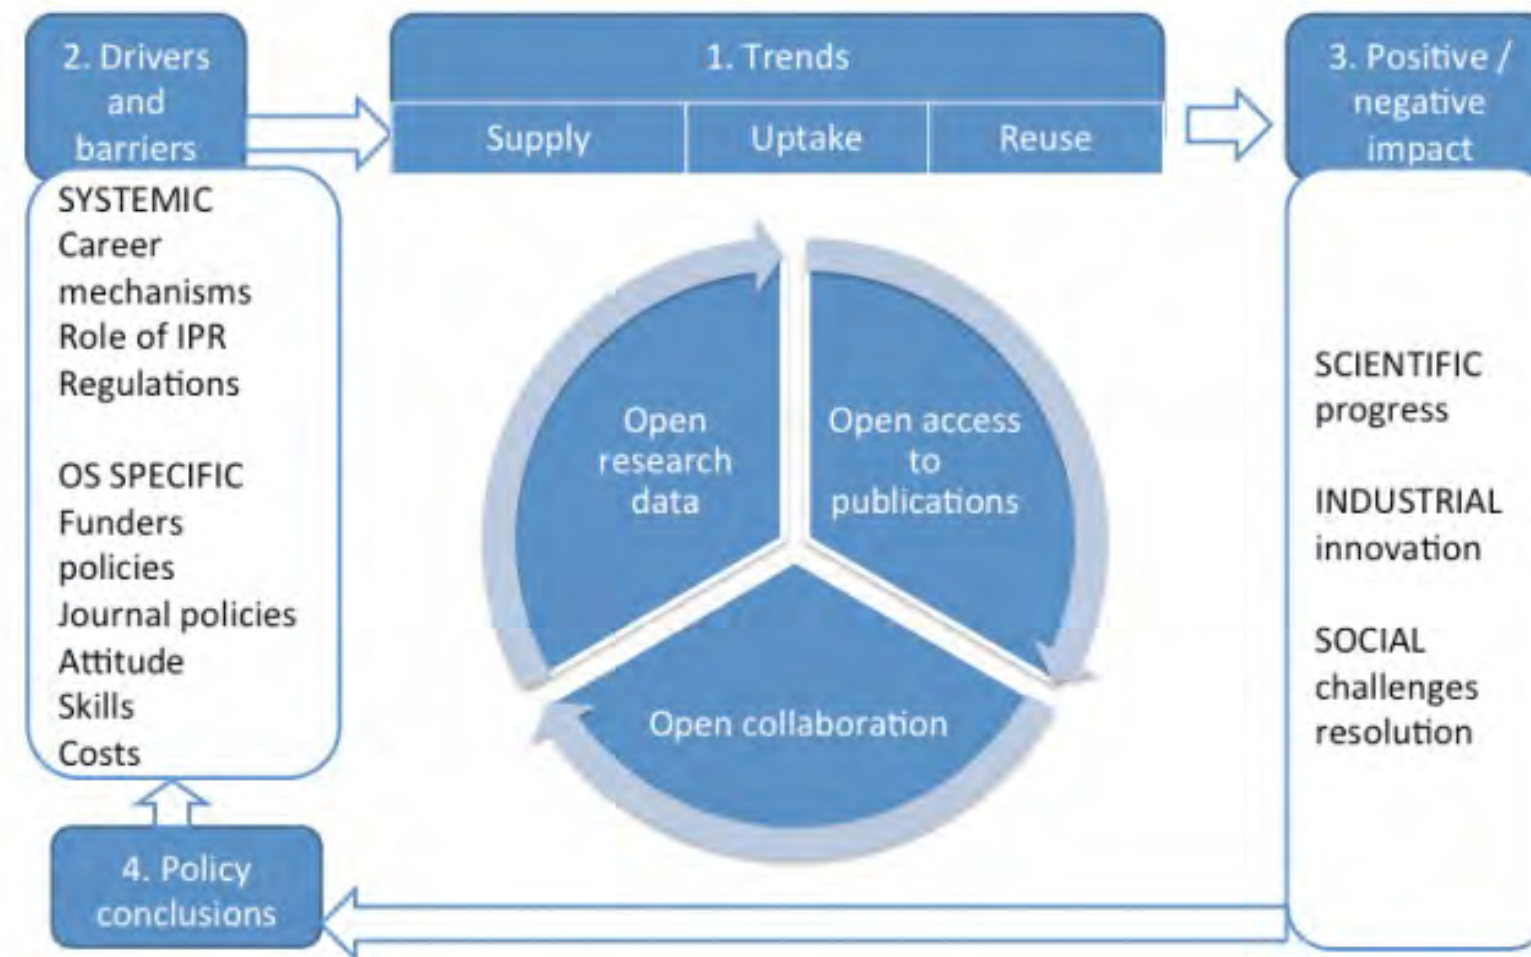 2. Drivers
and
barriers
SYSTEMIC
Career
mechanisms
Role of IPR
Regulations
OS SPECIFIC
Funders
policies
Journal policies
Attitude
Skills
Costs
4. Policy
conclusions
1. Trends
Supply
Uptake
Reuse
Open
research
data
Open access
to
publications
Open collaboration
3. Positive /
negative
impact
SCIENTIFIC
progress
INDUSTRIAL
innovation
SOCIAL
challenges
resolution